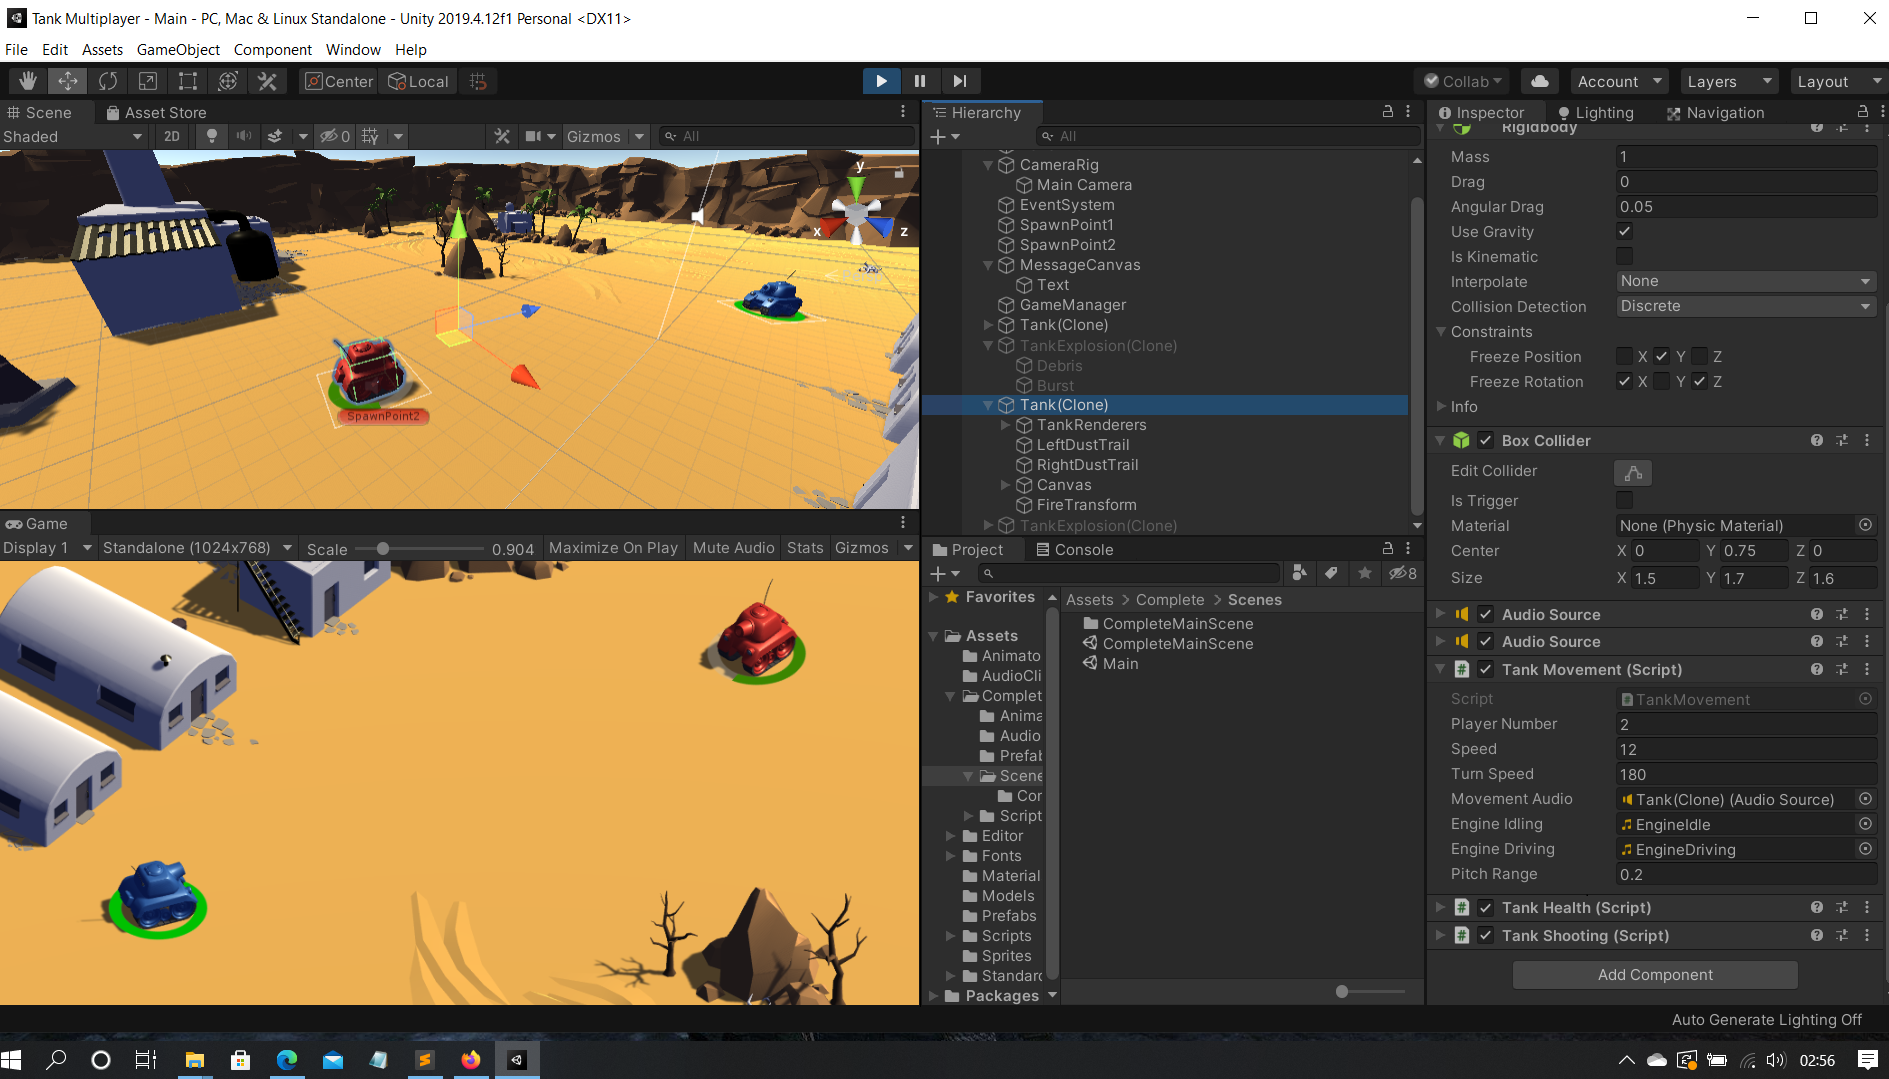 Tank Multiplayer - Main - PC, Mac & Linux Standalone - Unity 2019.4.12f1 Personal <DX11>
File Edit Assets GameObject Component Window Help
Center Local Collab Account Layers Layout
Scene Asset Store
Shaded 2D 0 Gizmos All
y
x z
SpawnPoint2
Game
Display 1 Standalone (1024x768) Scale 0.904 Maximize On Play Mute Audio Stats Gizmos
Hierarchy
All
CameraRig
Main Camera
EventSystem
SpawnPoint1
SpawnPoint2
MessageCanvas
Text
GameManager
Tank(Clone)
TankExplosion(Clone)
Debris
Burst
Tank(Clone)
TankRenderers
LeftDustTrail
RightDustTrail
Canvas
FireTransform
TankExplosion(Clone)
Project Console
8
Favorites
Assets
Animato
AudioCli
Complet
Anima
Audio
Prefab
Scene
Cor
Script
Editor
Fonts
Material
Models
Prefabs
Scripts
Sprites
Standard
Packages
Assets > Complete > Scenes
CompleteMainScene
CompleteMainScene
Main
Inspector Lighting Navigation
Rigidbody
Mass 1
Drag 0
Angular Drag 0.05
Use Gravity
Is Kinematic
Interpolate None
Collision Detection Discrete
Constraints
Freeze Position X Y Z
Freeze Rotation X Y Z
Info
Box Collider
Edit Collider
Is Trigger
Material None (Physic Material)
Center X 0 Y 0.75 Z 0
Size X 1.5 Y 1.7 Z 1.6
Audio Source
Audio Source
Tank Movement (Script)
Script TankMovement
Player Number 2
Speed 12
Turn Speed 180
Movement Audio Tank(Clone) (Audio Source)
Engine Idling EngineIdle
Engine Driving EngineDriving
Pitch Range 0.2
Tank Health (Script)
Tank Shooting (Script)
Add Component
Auto Generate Lighting Off
02:56